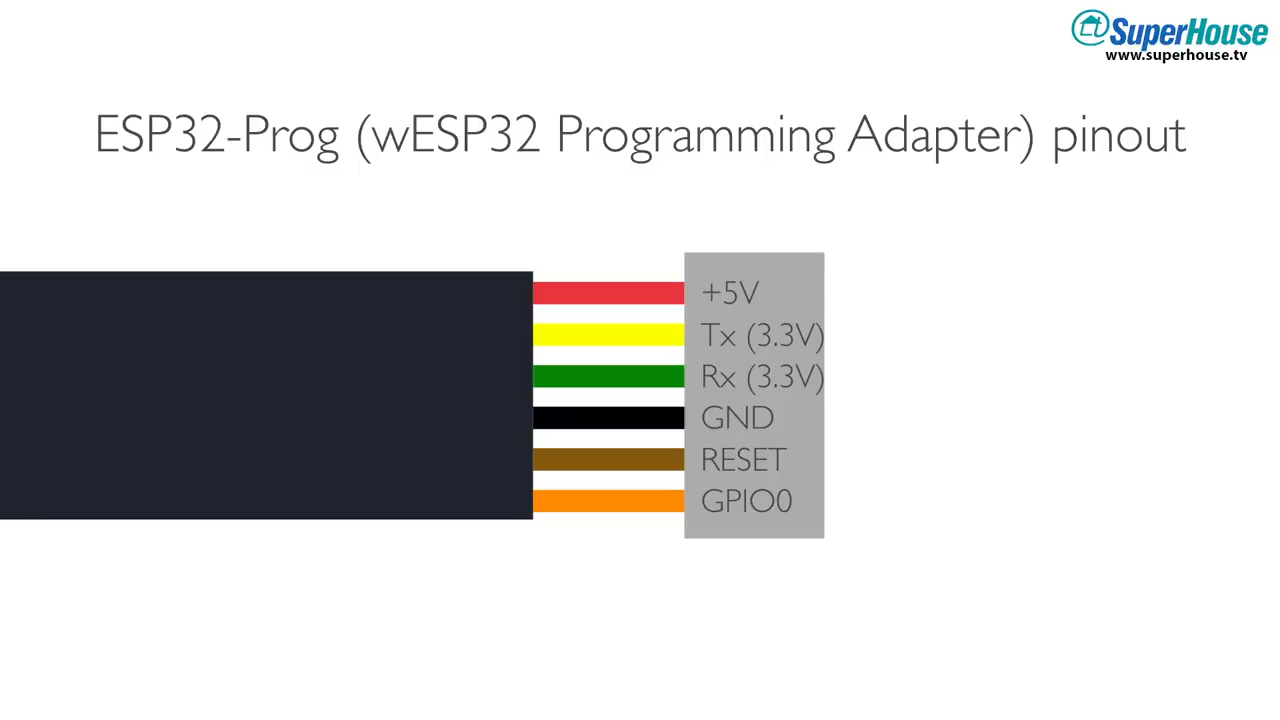 @SuperHouse
www.superhouse.tv
ESP32-Prog (wESP32 Programming Adapter) pinout
+5V
Tx (3.3V)
Rx (3.3V)
GND
RESET
GPIO0